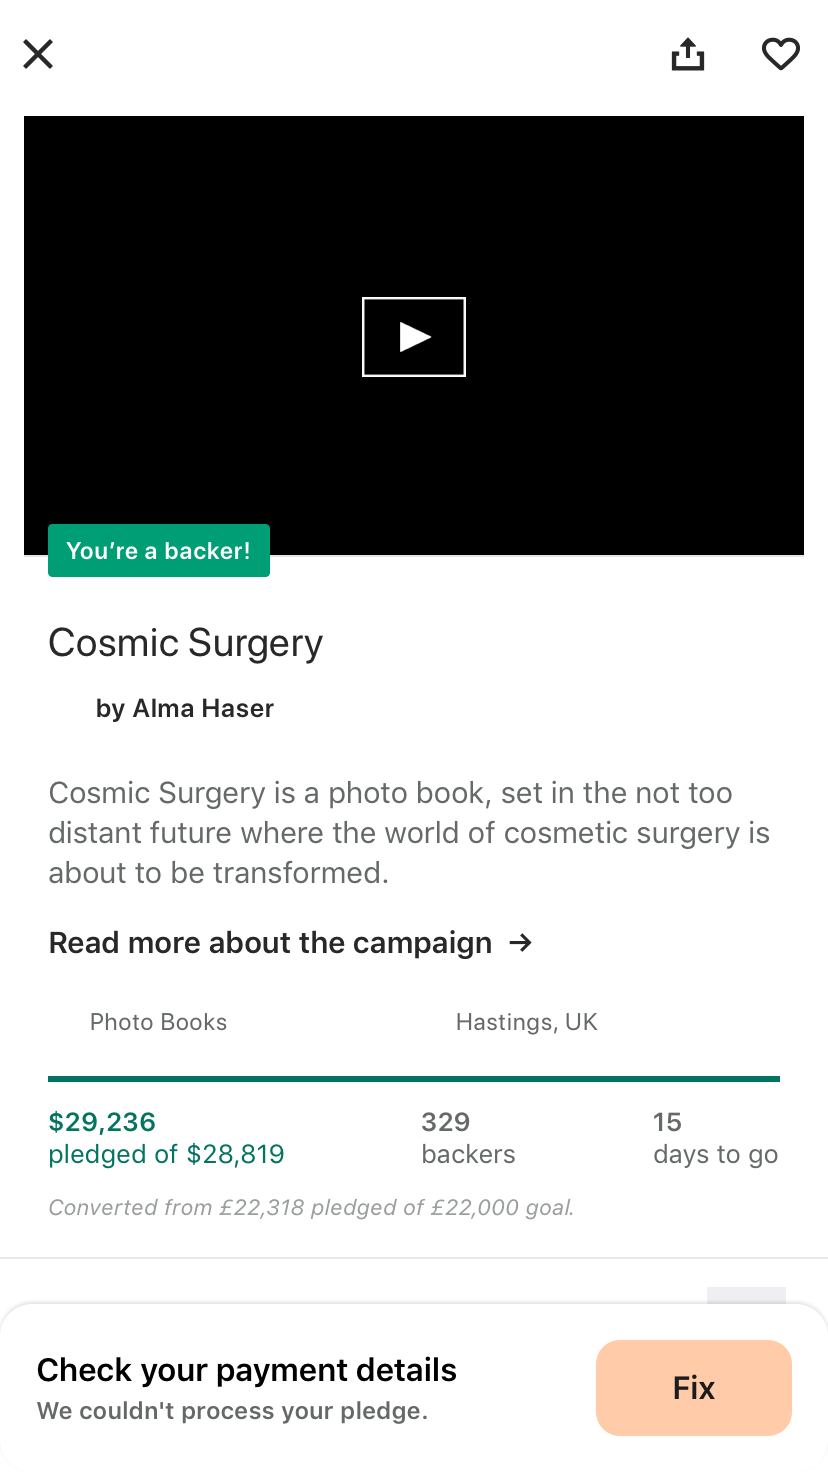 You’re a backer!
Cosmic Surgery
by Alma Haser
Cosmic Surgery is a photo book, set in the not too
distant future where the world of cosmetic surgery is
about to be transformed.
Read more about the campaign →
Photo Books
Hastings, UK
$29,236
pledged of $28,819
329
backers
15
days to go
Converted from £22,318 pledged of £22,000 goal.
Check your payment details
We couldn't process your pledge.
Fix